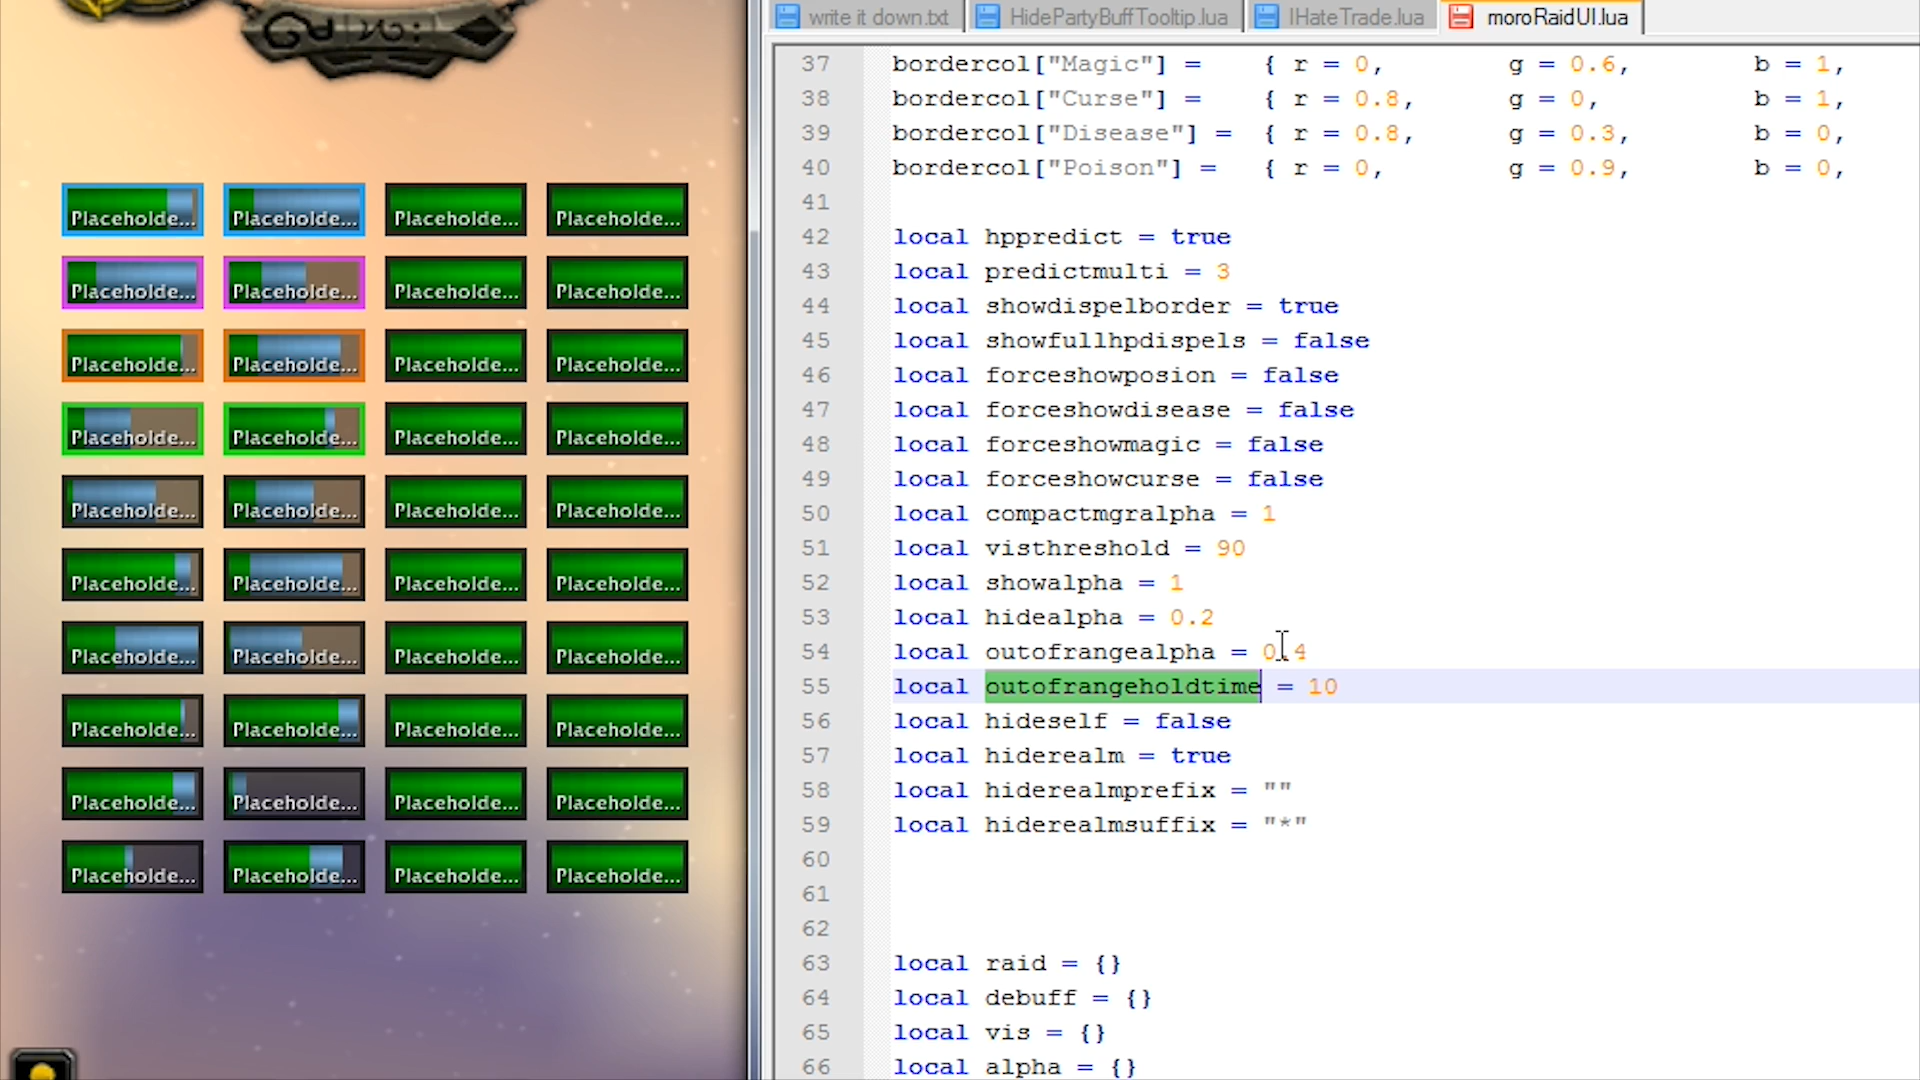 write it down.txt HidePartyBuffTooltip.lua IHateTrade.lua moroRaidUI.lua
Placeholde... Placeholde... Placeholde... Placeholde...
Placeholde... Placeholde... Placeholde... Placeholde...
Placeholde... Placeholde... Placeholde... Placeholde...
Placeholde... Placeholde... Placeholde... Placeholde...
Placeholde... Placeholde... Placeholde... Placeholde...
Placeholde... Placeholde... Placeholde... Placeholde...
Placeholde... Placeholde... Placeholde... Placeholde...
Placeholde... Placeholde... Placeholde... Placeholde...
Placeholde... Placeholde... Placeholde... Placeholde...
Placeholde... Placeholde... Placeholde... Placeholde...
37 bordercol["Magic"] = { r = 0, g = 0.6, b = 1,
38 bordercol["Curse"] = { r = 0.8, g = 0, b = 1,
39 bordercol["Disease"] = { r = 0.8, g = 0.3, b = 0,
40 bordercol["Poison"] = { r = 0, g = 0.9, b = 0,
41
42 local hppredict = true
43 local predictmulti = 3
44 local showdispelborder = true
45 local showfullhpdispels = false
46 local forceshowposion = false
47 local forceshowdisease = false
48 local forceshowmagic = false
49 local forceshowcurse = false
50 local compactmgralpha = 1
51 local visthreshold = 90
52 local showalpha = 1
53 local hidealpha = 0.2
54 local outofrangealpha = 0.4
55 local outofrangeholdtime = 10
56 local hideself = false
57 local hiderealm = true
58 local hiderealmprefix = ""
59 local hiderealmsuffix = "*"
60
61
62
63 local raid = {}
64 local debuff = {}
65 local vis = {}
66 local alpha = {}